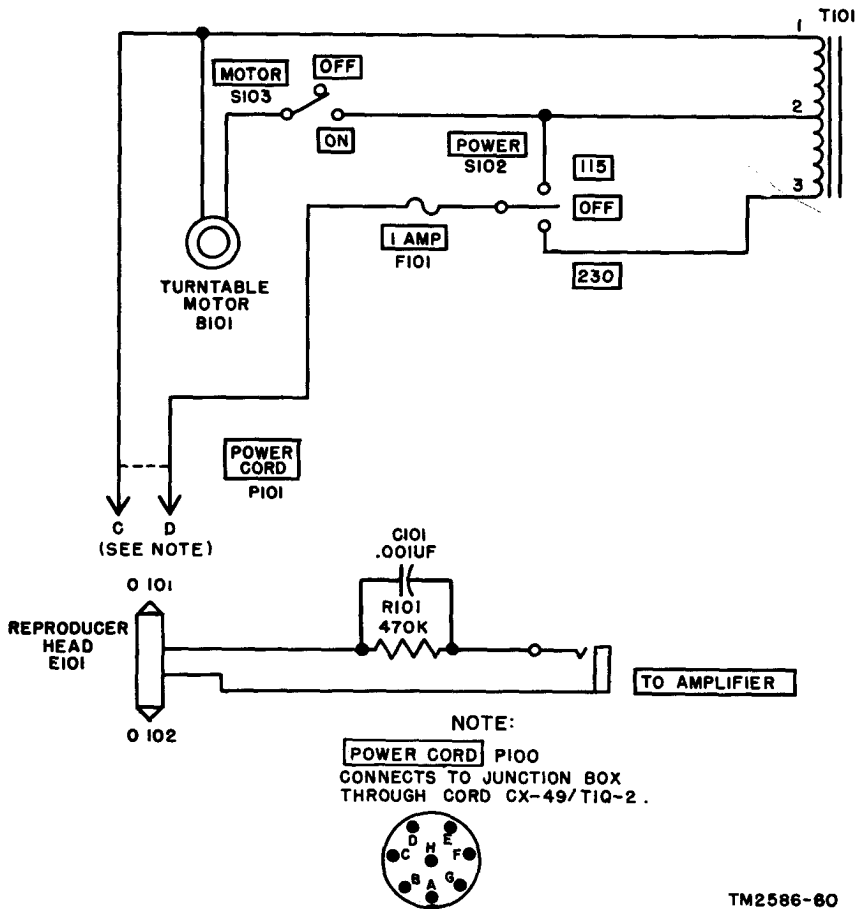 T101
1
OFF
MOTOR
S103
ON
2
POWER
S102
115
3
OFF
1 AMP
F101
230
TURNTABLE
MOTOR
B101
POWER
CORD
P101
C D
(SEE NOTE)
C101
.001UF
O 101
R101
470K
REPRODUCER
HEAD
E101
TO AMPLIFIER
O 102
NOTE:
POWER CORD P100
CONNECTS TO JUNCTION BOX
THROUGH CORD CX-49/TIQ-2.
D E
C H F
B A G
TM2586-60